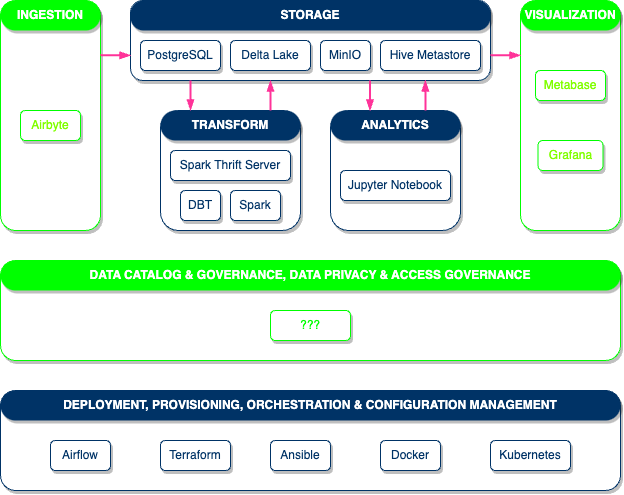 INGESTION
STORAGE
VISUALIZATION
PostgreSQL
Delta Lake
MinIO
Hive Metastore
Airbyte
Metabase
Grafana
TRANSFORM
Spark Thrift Server
DBT
Spark
ANALYTICS
Jupyter Notebook
DATA CATALOG & GOVERNANCE, DATA PRIVACY & ACCESS GOVERNANCE
???
DEPLOYMENT, PROVISIONING, ORCHESTRATION & CONFIGURATION MANAGEMENT
Airflow
Terraform
Ansible
Docker
Kubernetes